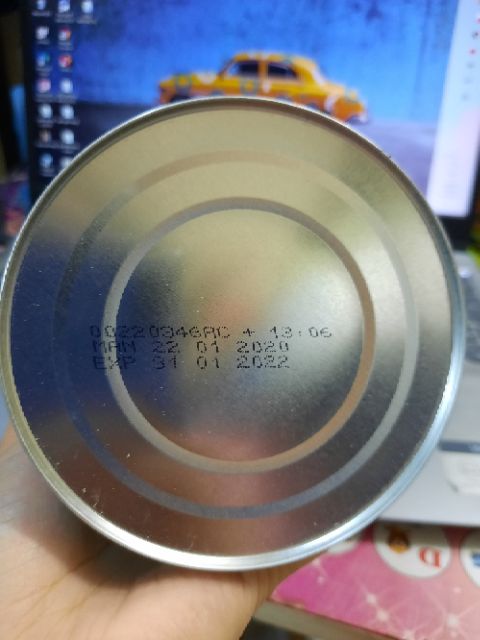 00220346AC + 13:06
MAN 22 01 2020
EXP 31 01 2022
D